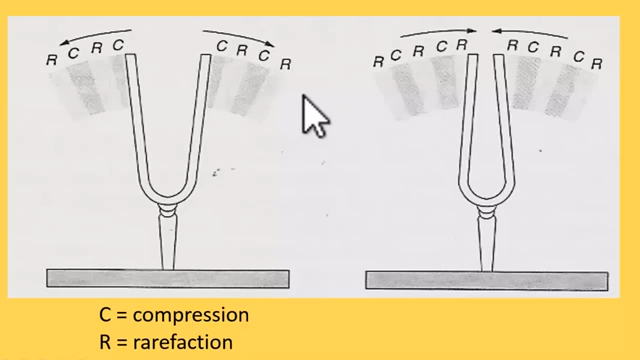 R C R C
C R C R
R C R C R
R C R C R
C = compression
R = rarefaction